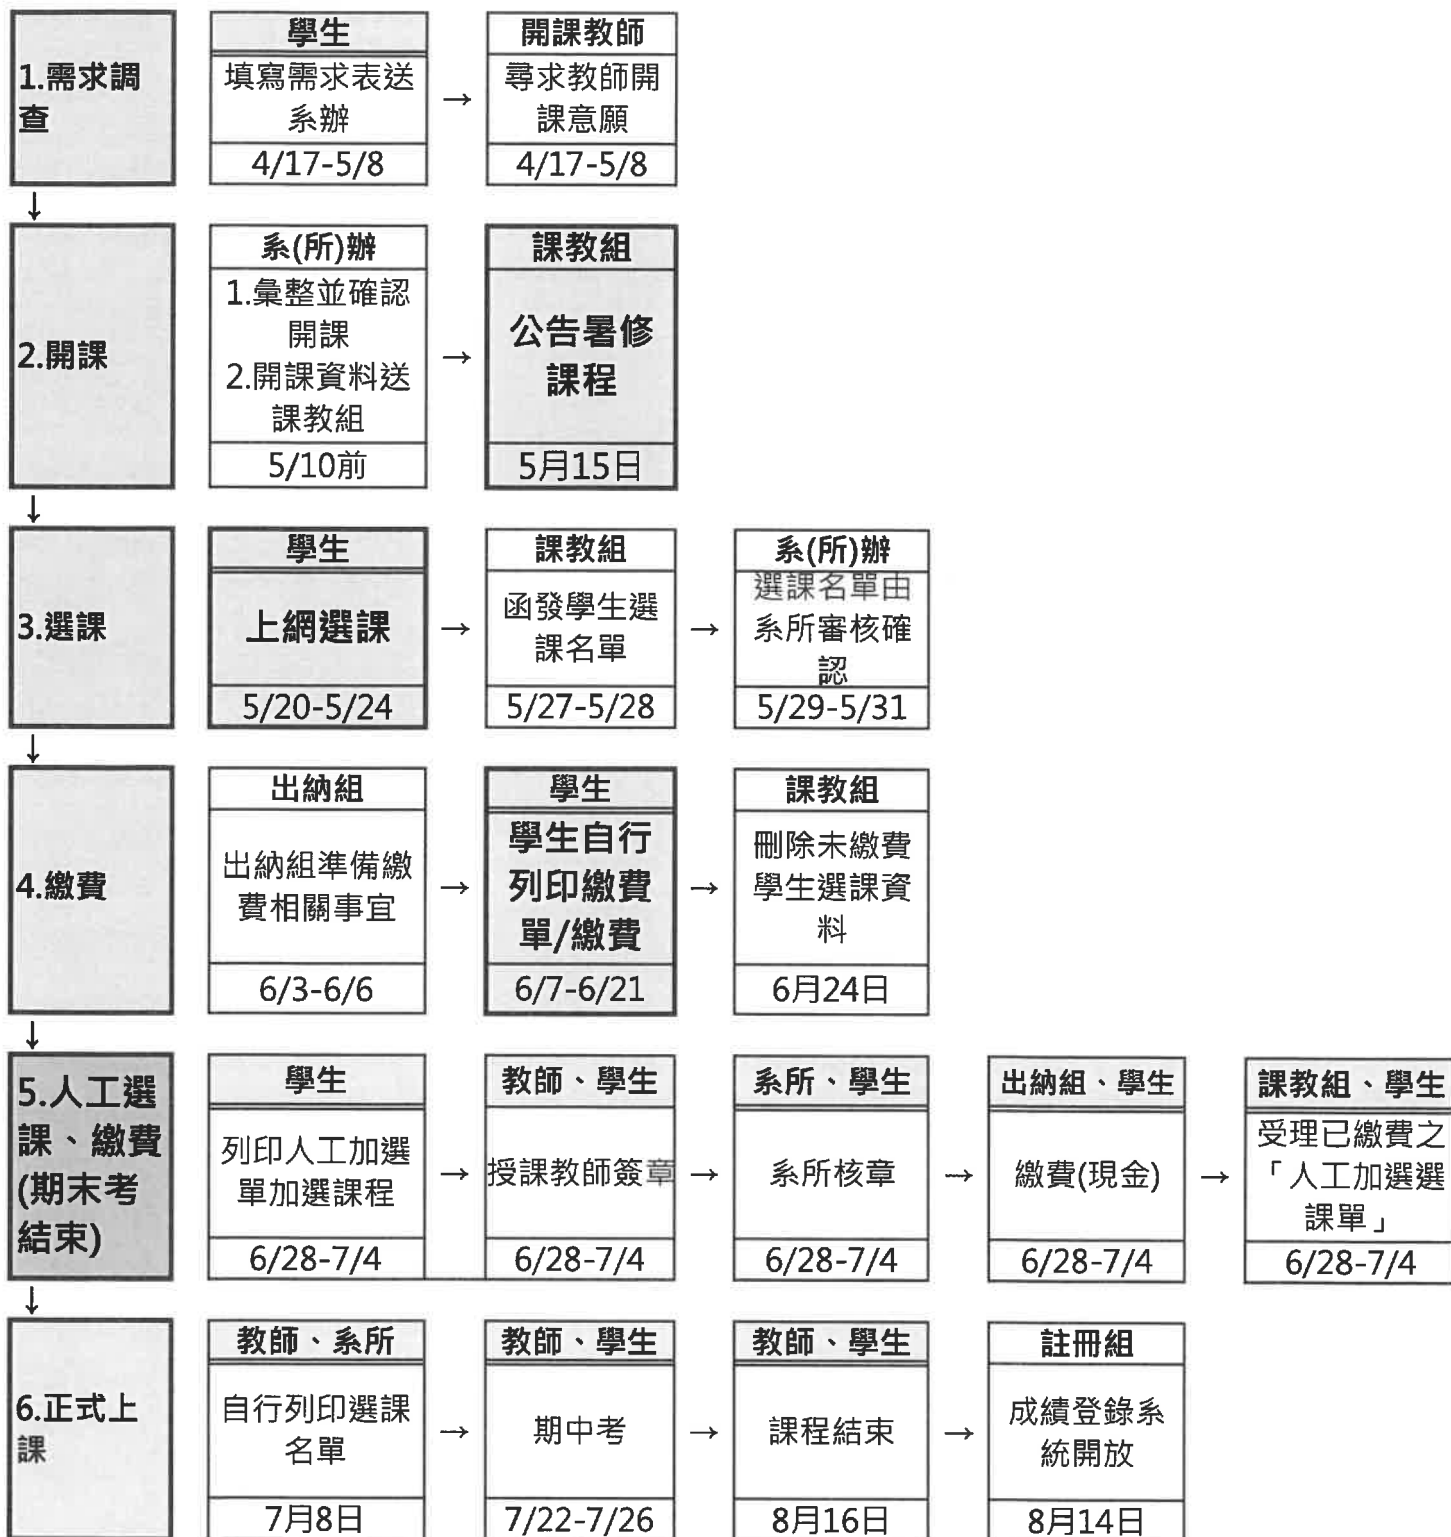 1.需求調
查
學生
填寫需求表送
系辦
4/17-5/8
→
開課教師
尋求教師開
課意願
4/17-5/8
↓
2.開課
系(所)辦
1.彙整並確認
開課
2.開課資料送
課教組
5/10前
→
課教組
公告暑修
課程
5月15日
↓
3.選課
學生
上網選課
5/20-5/24
→
課教組
函發學生選
課名單
5/27-5/28
→
系(所)辦
選課名單由
系所審核確
認
5/29-5/31
↓
4.繳費
出納組
出納組準備繳
費相關事宜
6/3-6/6
→
學生
學生自行
列印繳費
單/繳費
6/7-6/21
→
課教組
刪除未繳費
學生選課資
料
6月24日
↓
5.人工選
課、繳費
(期末考
結束)
學生
列印人工加選
單加選課程
6/28-7/4
→
教師、學生
授課教師簽章
6/28-7/4
→
系所、學生
系所核章
6/28-7/4
→
出納組、學生
繳費(現金)
6/28-7/4
→
課教組、學生
受理已繳費之
「人工加選選
課單」
6/28-7/4
↓
6.正式上
課
教師、系所
自行列印選課
名單
7月8日
→
教師、學生
期中考
7/22-7/26
→
教師、學生
課程結束
8月16日
→
註冊組
成績登錄系
統開放
8月14日